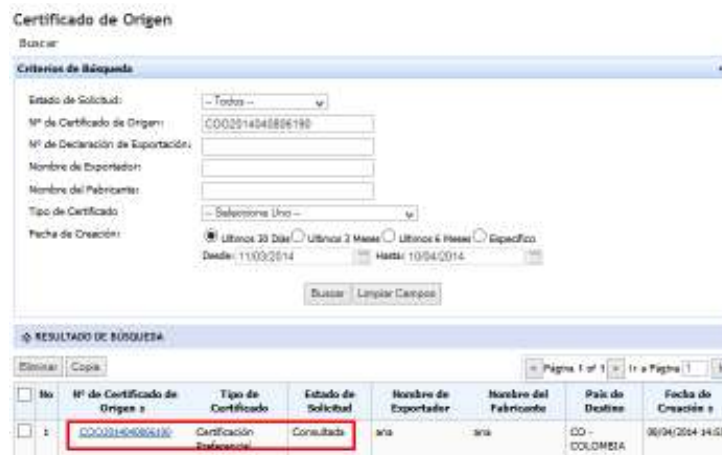 Certificado de Origen
Buscar
Criterios de Búsqueda
Estado de Solicitud: -- Todos --
Nº de Certificado de Origen: COO2014040806190
Nº de Declaración de Exportación:
Nombre de Exportador:
Nombre del Fabricante:
Tipo de Certificado -- Seleccione Uno --
Fecha de Creación: Ultimos 30 Dias Ultimos 3 Meses Ultimos 6 Meses Especifico
Desde: 11/03/2014 Hasta: 10/04/2014
Buscar Limpiar Campos
RESULTADO DE BÚSQUEDA
Eliminar Copia Página 1 of 1 Ir a Página 1
No Nº de Certificado de Origen Tipo de Certificado Estado de Solicitud Nombre de Exportador Nombre del Fabricante País de Destino Fecha de Creación
1 COO2014040806190 Certificación Preferencial Consultada ana ana CO - COLOMBIA 08/04/2014